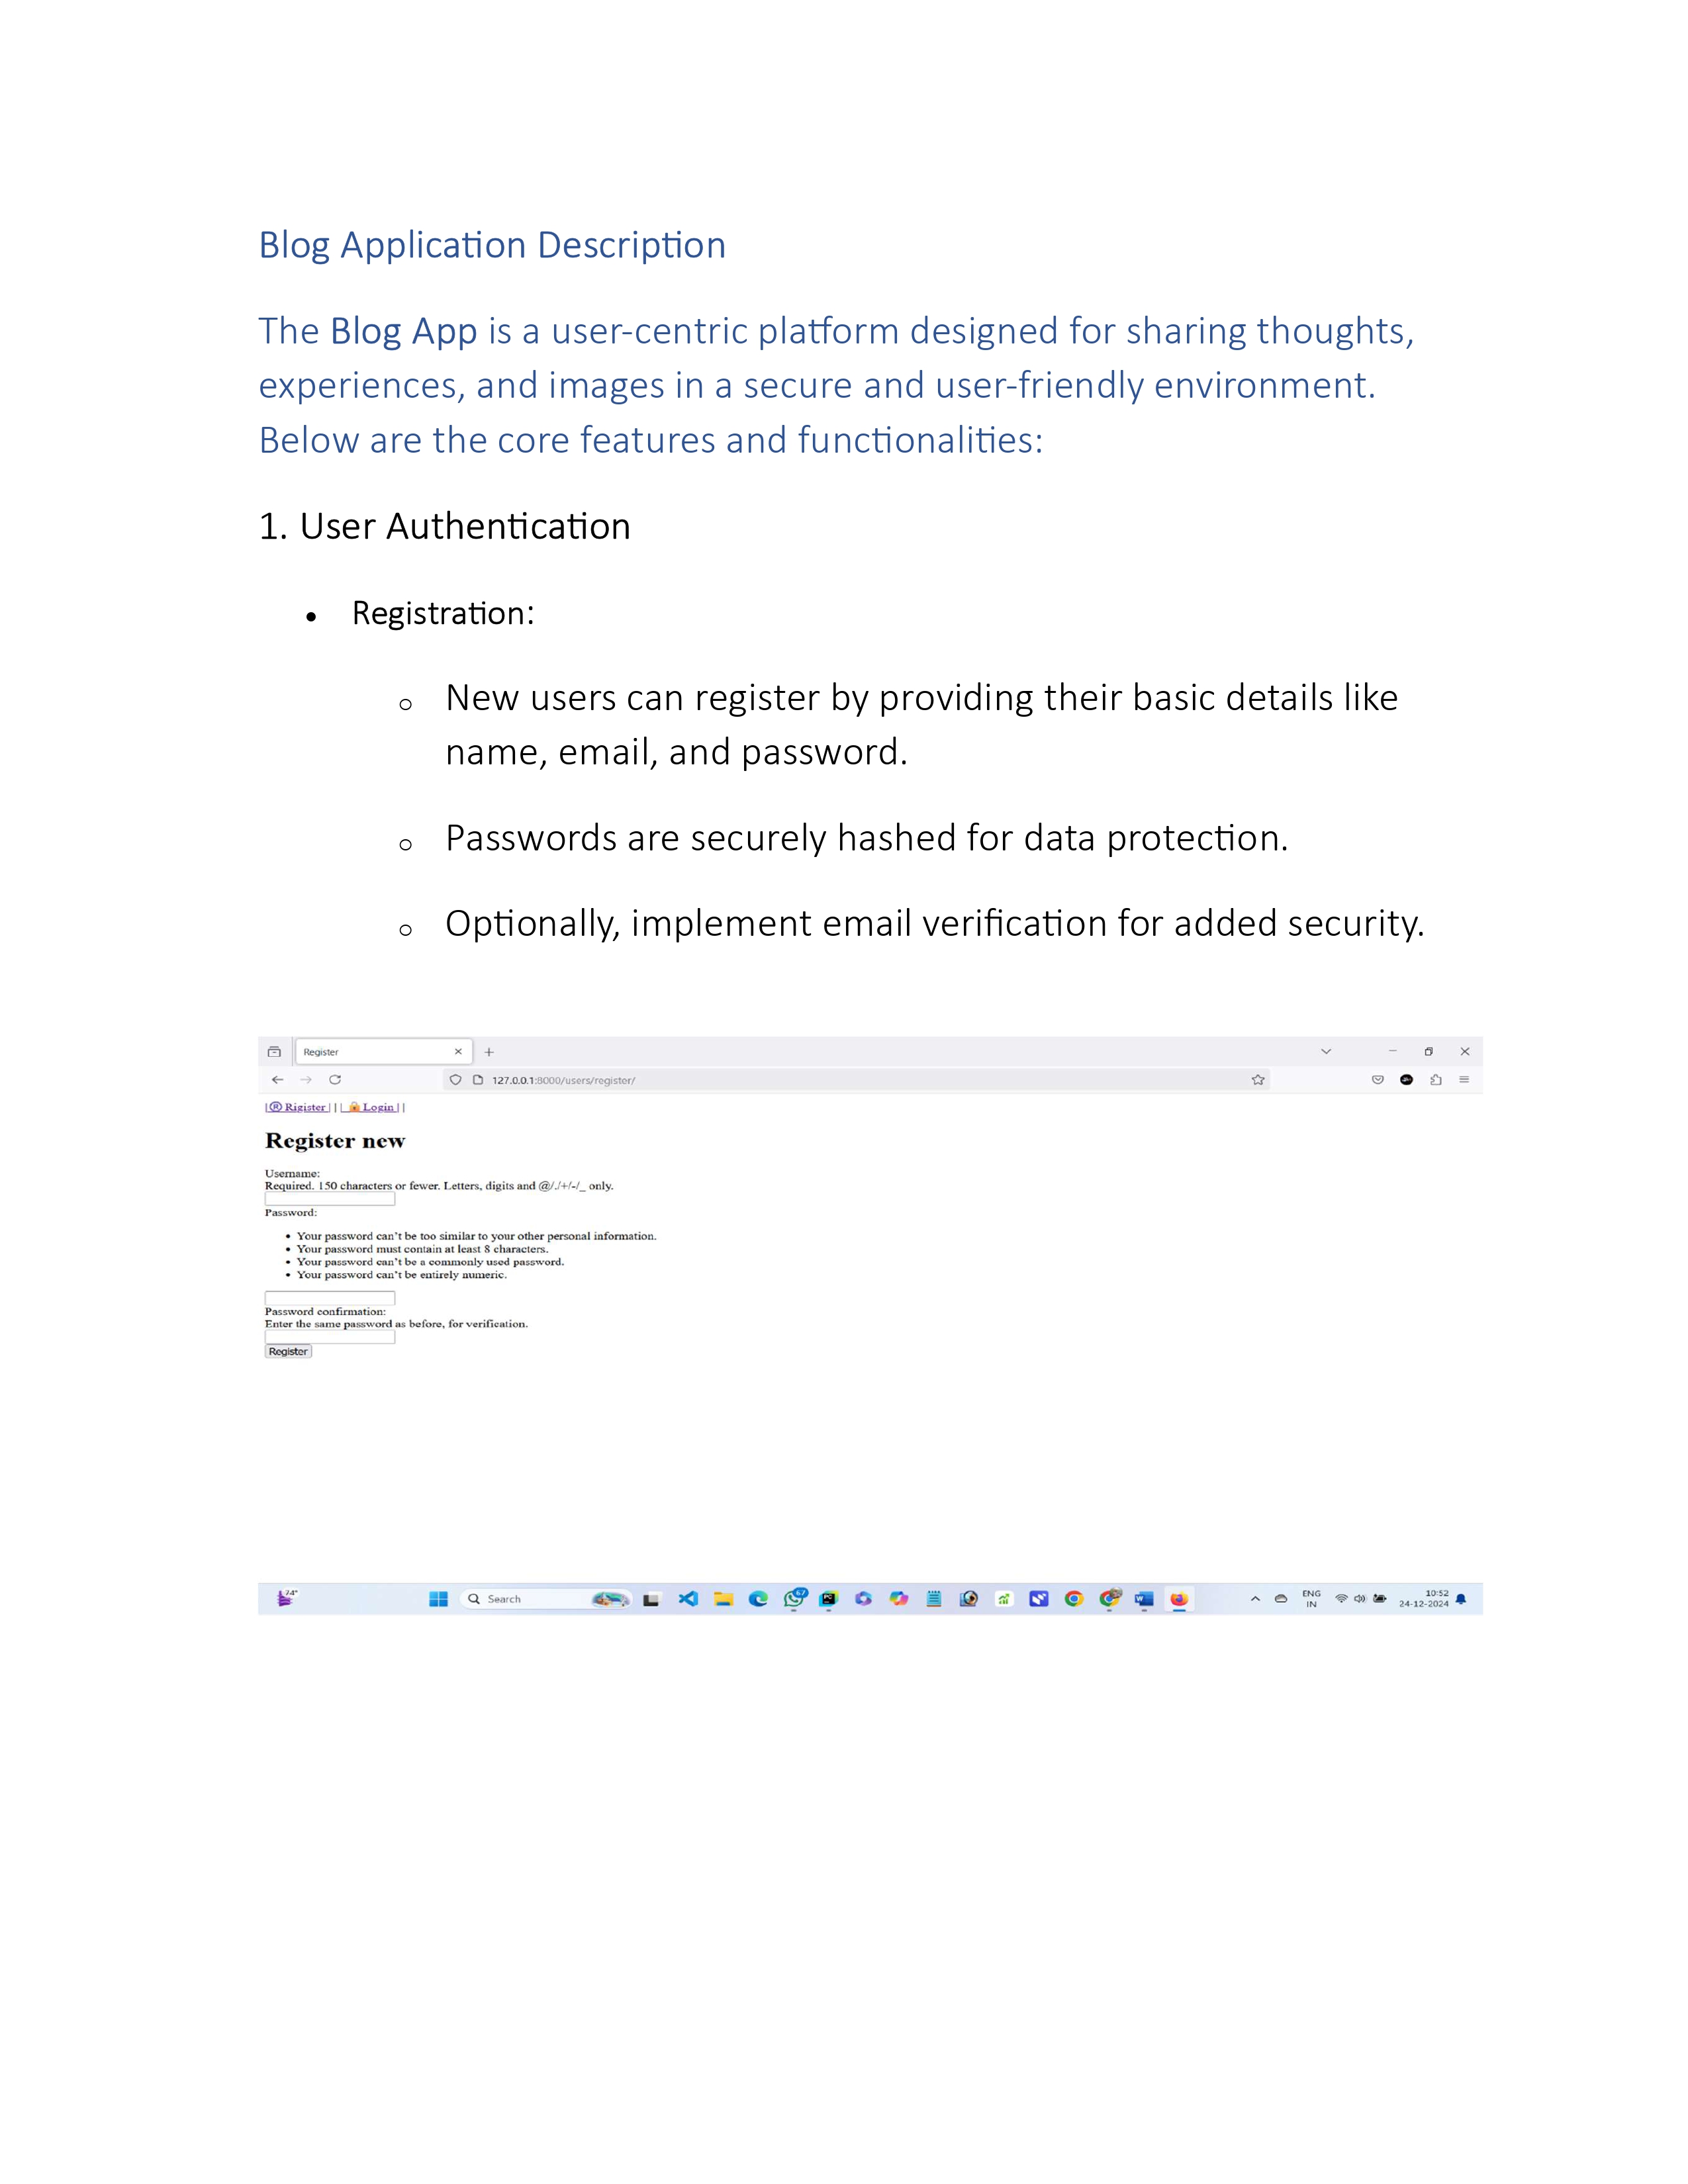 Blog Application Description
The Blog App is a user-centric platform designed for sharing thoughts,
experiences, and images in a secure and user-friendly environment.
Below are the core features and functionalities:
1. User Authentication
• Registration:
o New users can register by providing their basic details like
name, email, and password.
o Passwords are securely hashed for data protection.
o Optionally, implement email verification for added security.
Register
127.0.0.1:8000/users/register/
|® Rigister | | | 🔒 Login | |
Register new
Username:
Required. 150 characters or fewer. Letters, digits and @/./+/-/_ only.
Password:
• Your password can't be too similar to your other personal information.
• Your password must contain at least 8 characters.
• Your password can't be a commonly used password.
• Your password can't be entirely numeric.
Password confirmation:
Enter the same password as before, for verification.
Register
74°
Search
67
ENG
IN
10:52
24-12-2024